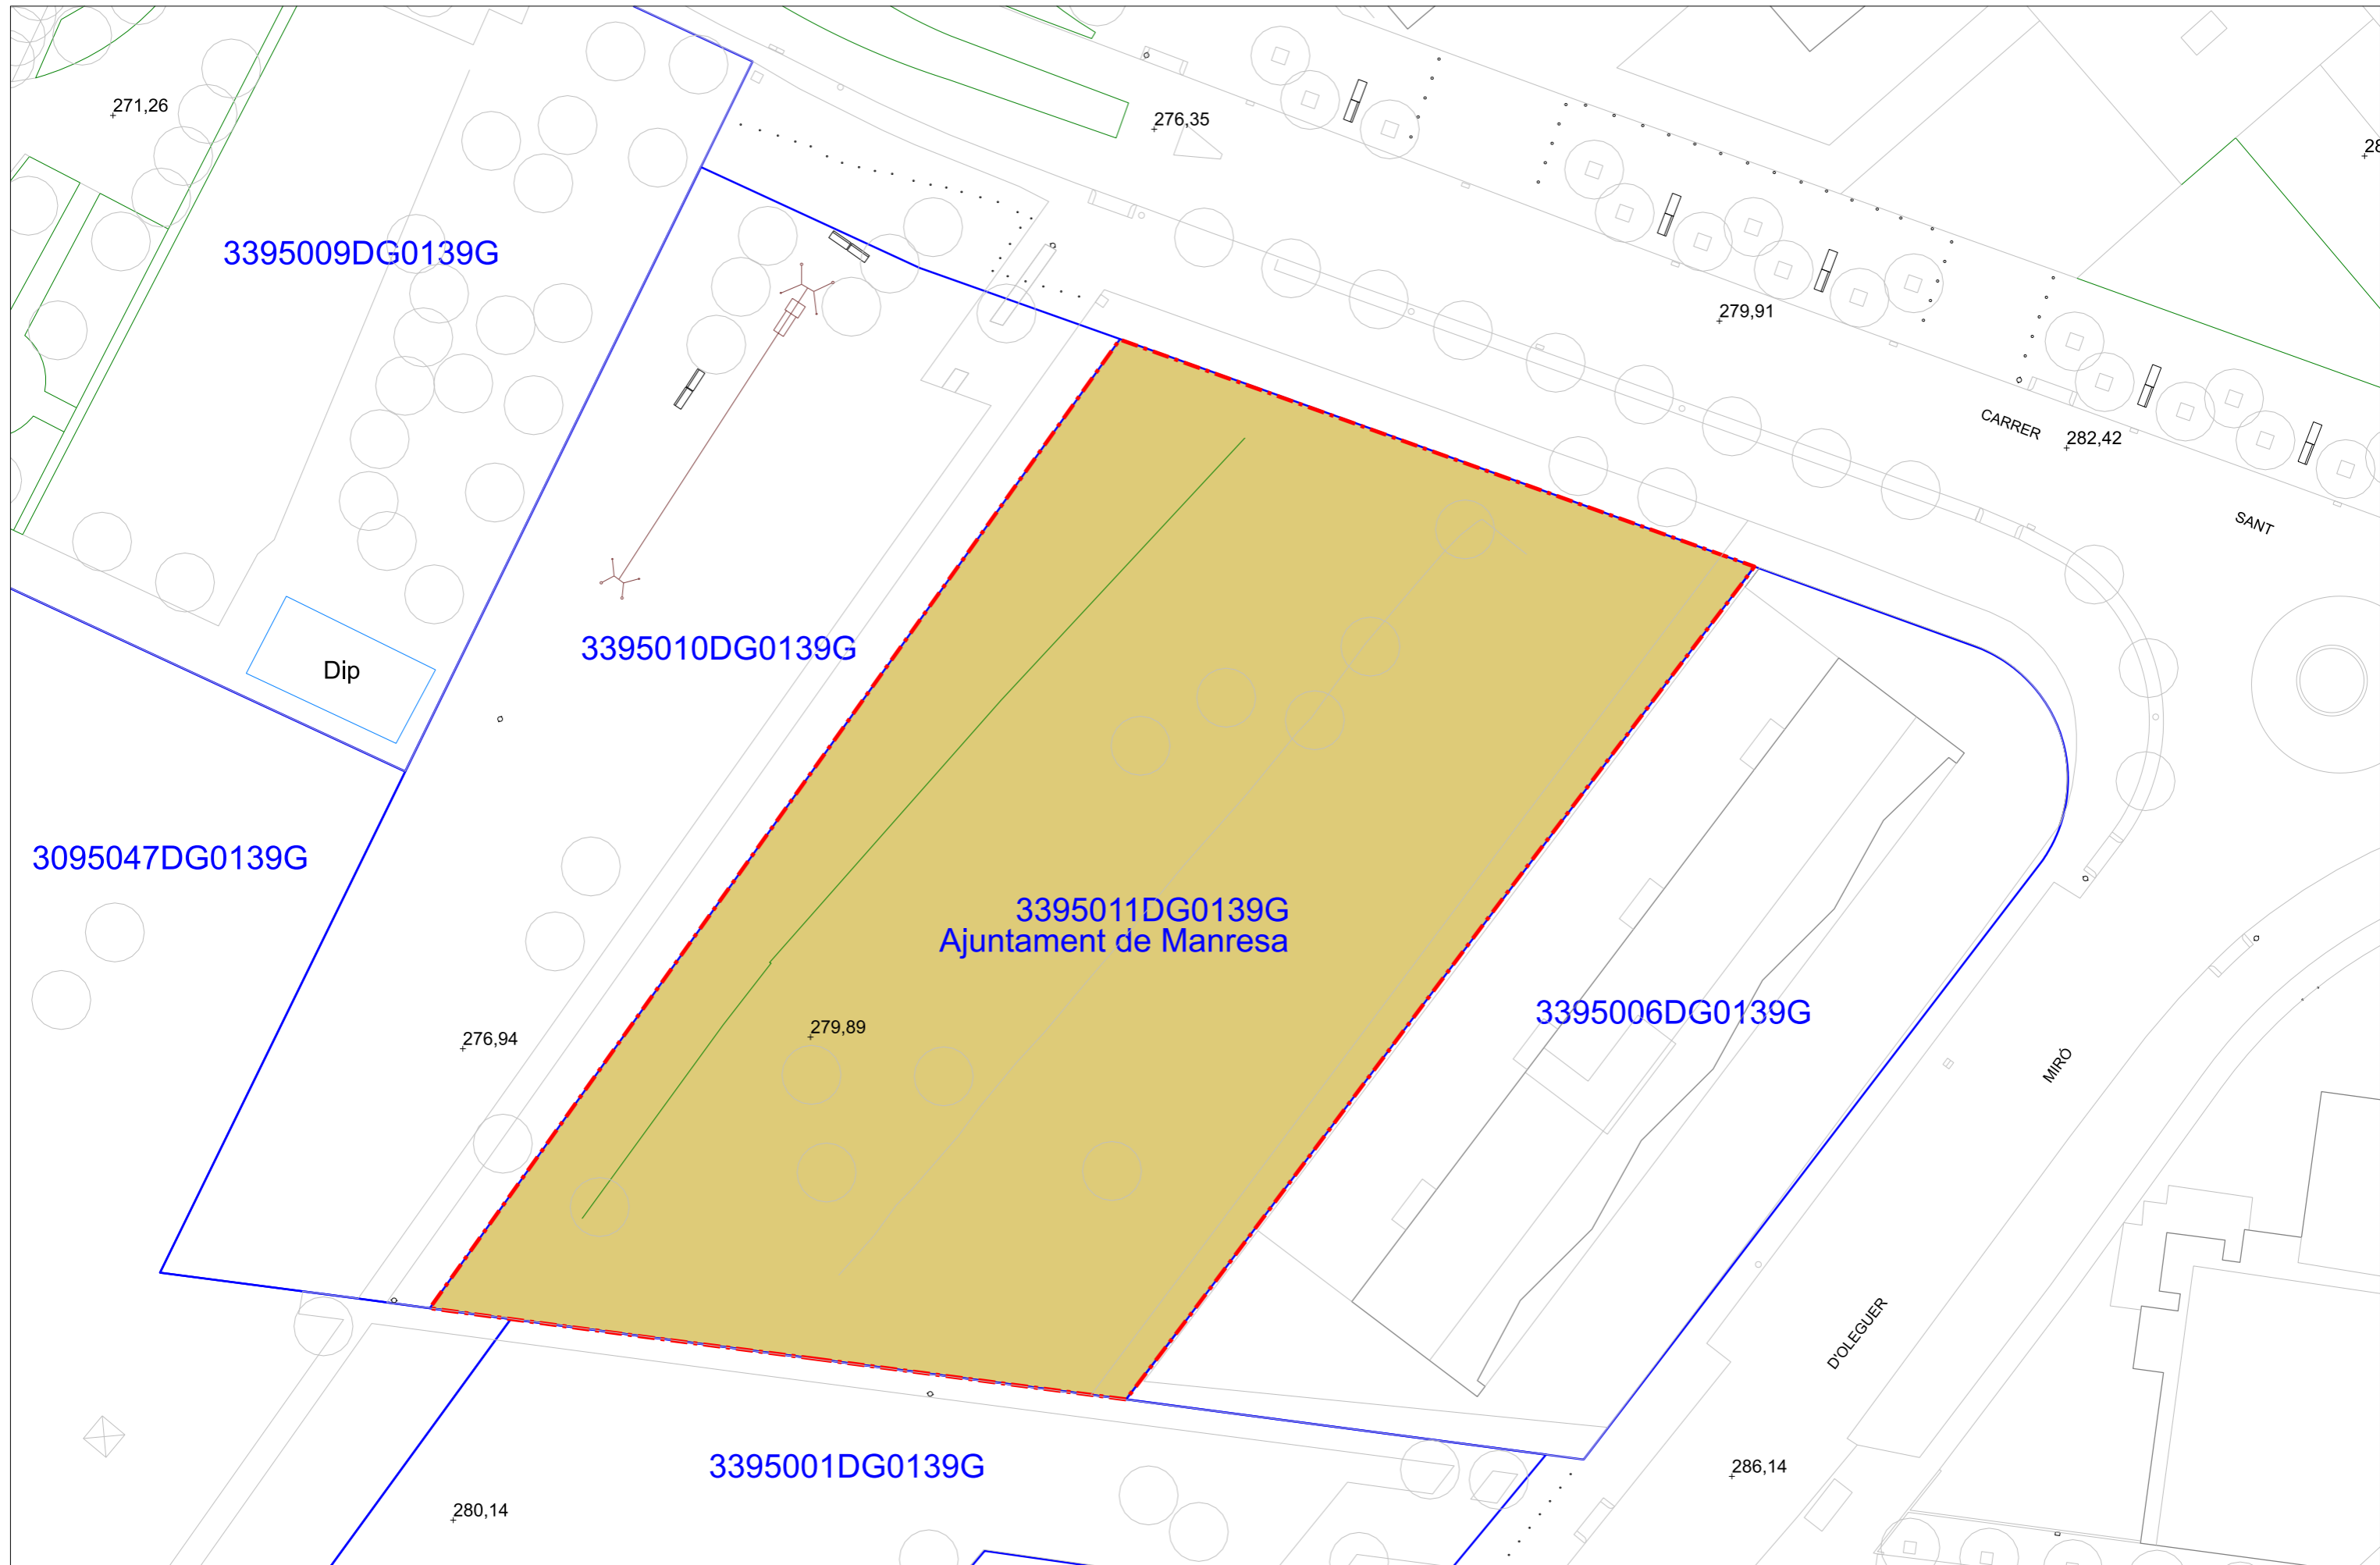 271,26
276,35
28
3395009DG0139G
279,91
CARRER
282,42
SANT
3395010DG0139G
Dip
3095047DG0139G
3395011DG0139G
Ajuntament de Manresa
3395006DG0139G
279,89
276,94
MIRÓ
D'OLEGUER
3395001DG0139G
286,14
280,14